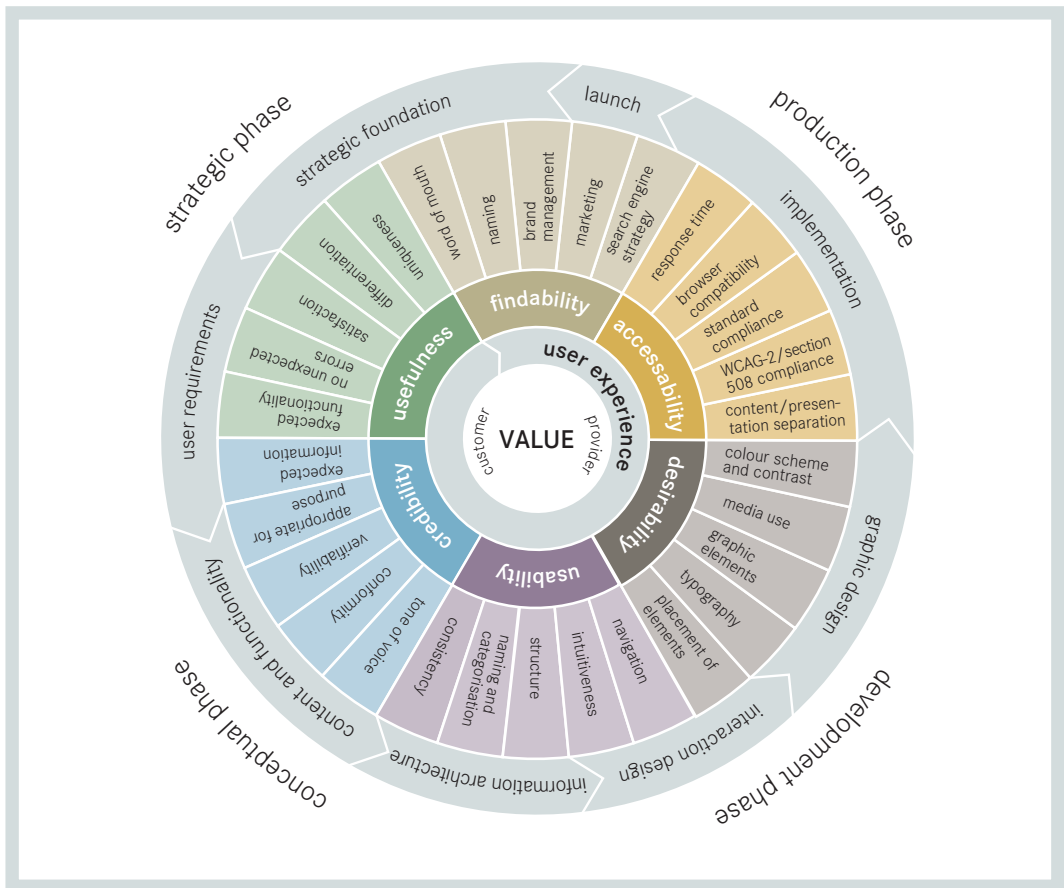 strategic phase
production phase
development phase
conceptual phase
strategic foundation
launch
implementation
graphic design
interaction design
information architecture
content and functionality
user requirements
word of mouth
naming
brand
management
marketing
search engine
strategy
response time
browser
compatibility
standard
compliance
WCAG-2/section
508 compliance
content/presen-
tation separation
colour scheme
and contrast
media use
graphic
elements
typography
placement of
elements
navigation
intuitiveness
structure
naming and
categorisation
consistency
tone of voice
conformity
verifiability
appropriate for
purpose
expected
information
expected
functionality
no unexpected
errors
satisfaction
differentiation
uniqueness
findability
accessability
desirability
usability
credibility
usefulness
user experience
customer
VALUE
provider